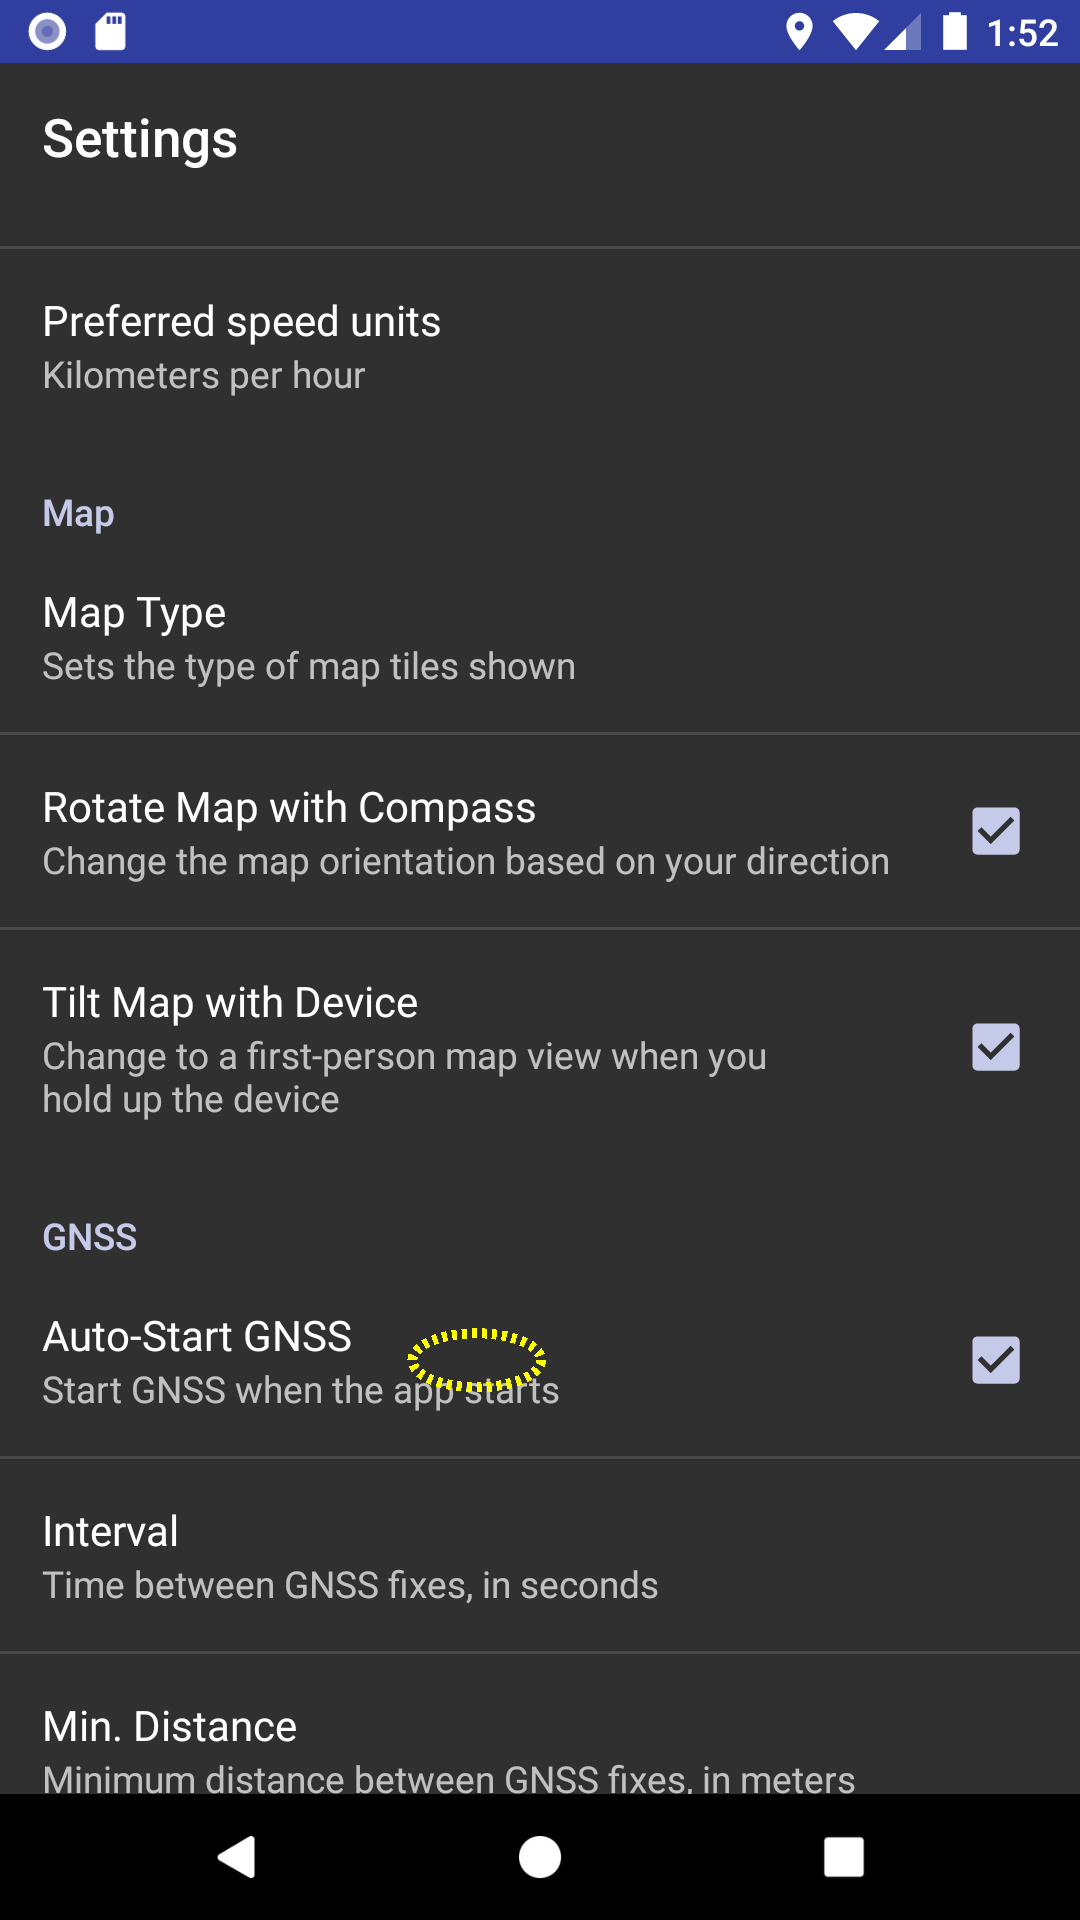 1:52
Settings
Preferred speed units
Kilometers per hour
Map
Map Type
Sets the type of map tiles shown
Rotate Map with Compass
Change the map orientation based on your direction
Tilt Map with Device
Change to a first-person map view when you
hold up the device
GNSS
Auto-Start GNSS
Start GNSS when the app starts
Interval
Time between GNSS fixes, in seconds
Min. Distance
Minimum distance between GNSS fixes, in meters